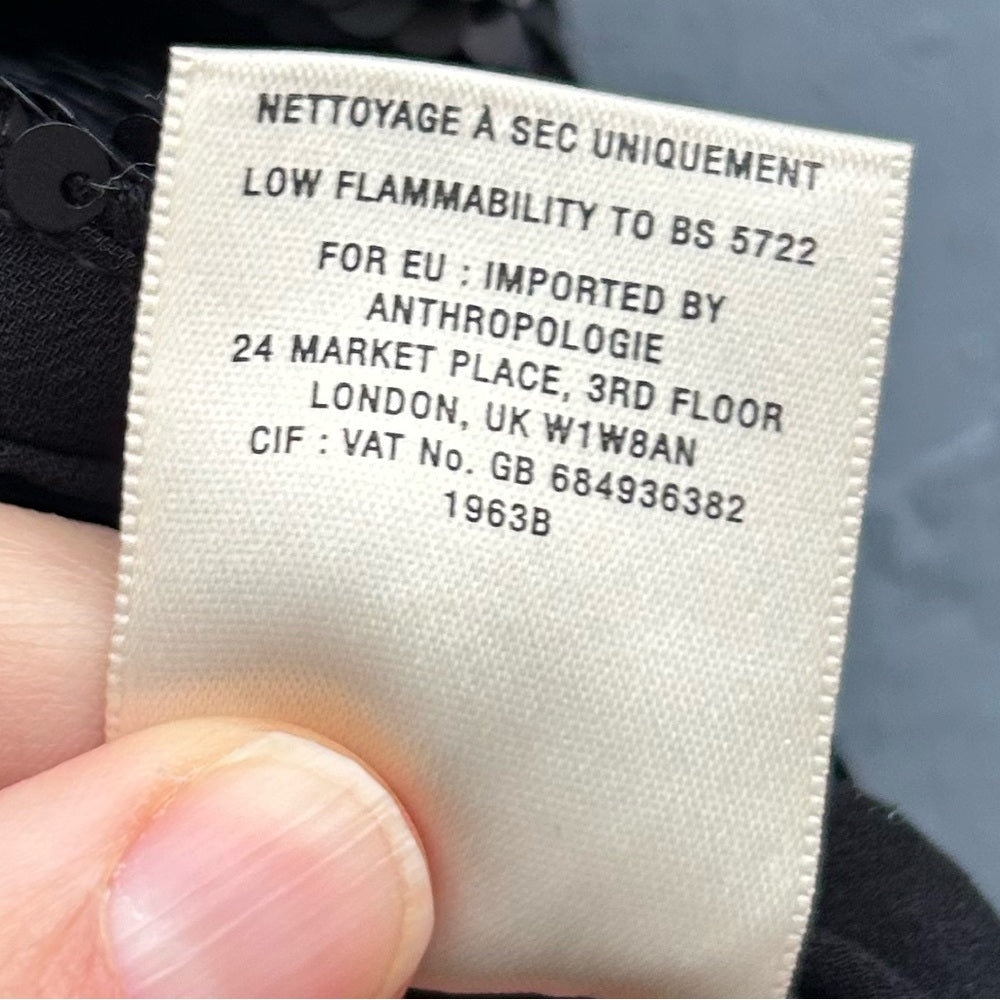 NETTOYAGE À SEC UNIQUEMENT
LOW FLAMMABILITY TO BS 5722
FOR EU : IMPORTED BY
ANTHROPOLOGIE
24 MARKET PLACE, 3RD FLOOR
LONDON, UK W1W8AN
CIF : VAT No. GB 684936382
1963B